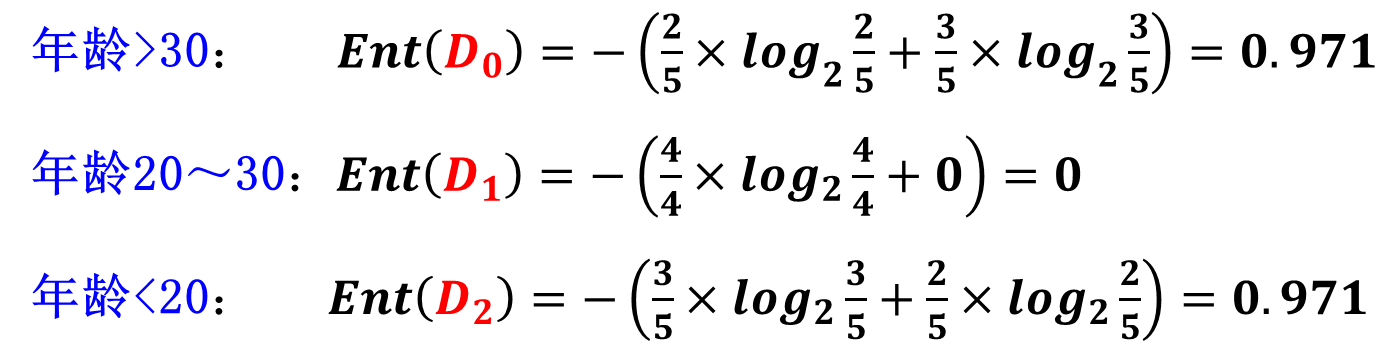 年龄>30： Ent(D₀) = −(2/5 × log₂ 2/5 + 3/5 × log₂ 3/5) = 0.971
年龄20～30： Ent(D₁) = −(4/4 × log₂ 4/4 + 0) = 0
年龄<20： Ent(D₂) = −(3/5 × log₂ 3/5 + 2/5 × log₂ 2/5) = 0.971